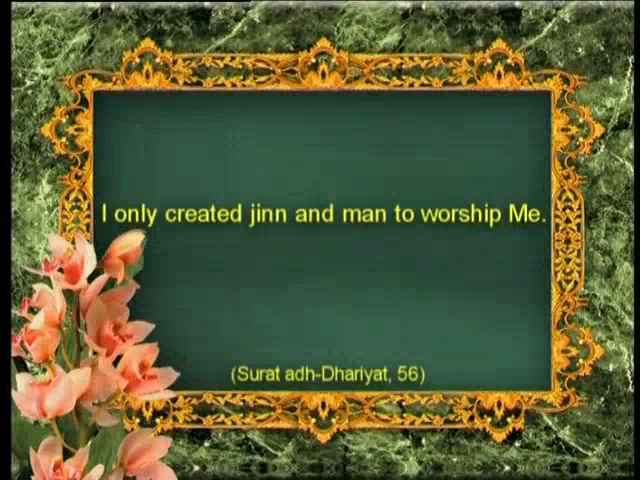 I only created jinn and man to worship Me.
(Surat adh-Dhariyat, 56)